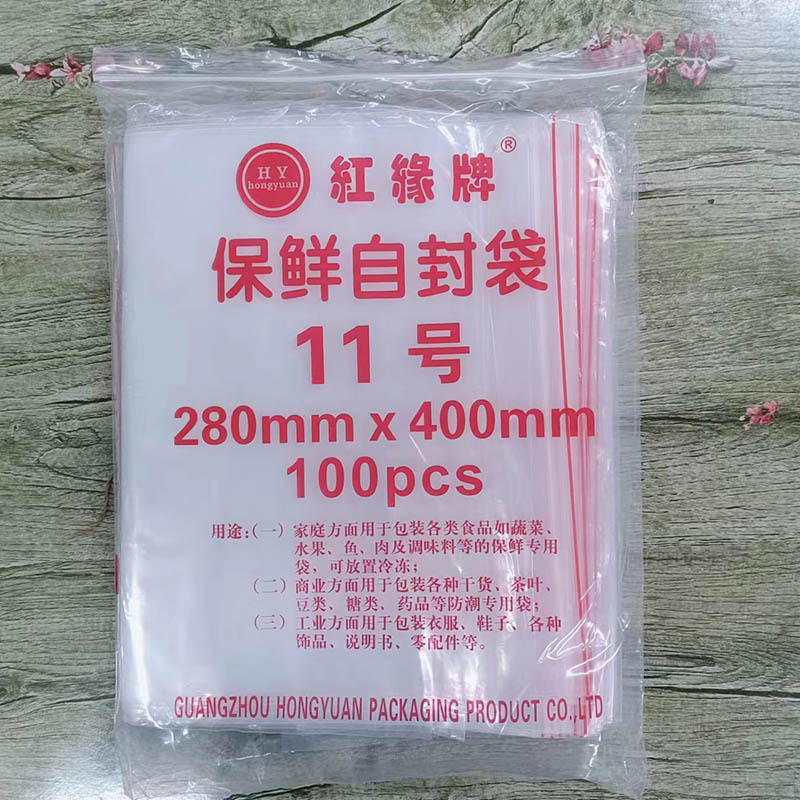 H Y
hongyuan
紅緣牌®
保鲜自封袋
11号
280mm x 400mm
100pcs
用途:(一)家庭方面用于包装各类食品如蔬菜、
水果、鱼、肉及调味料等的保鲜专用
袋,可放置冷冻;
(二)商业方面用于包装各种干货、茶叶、
豆类、糖类、药品等防潮专用袋;
(三)工业方面用于包装衣服、鞋子、各种
饰品、说明书、零配件等。
GUANGZHOU HONGYUAN PACKAGING PRODUCT CO.,LTD